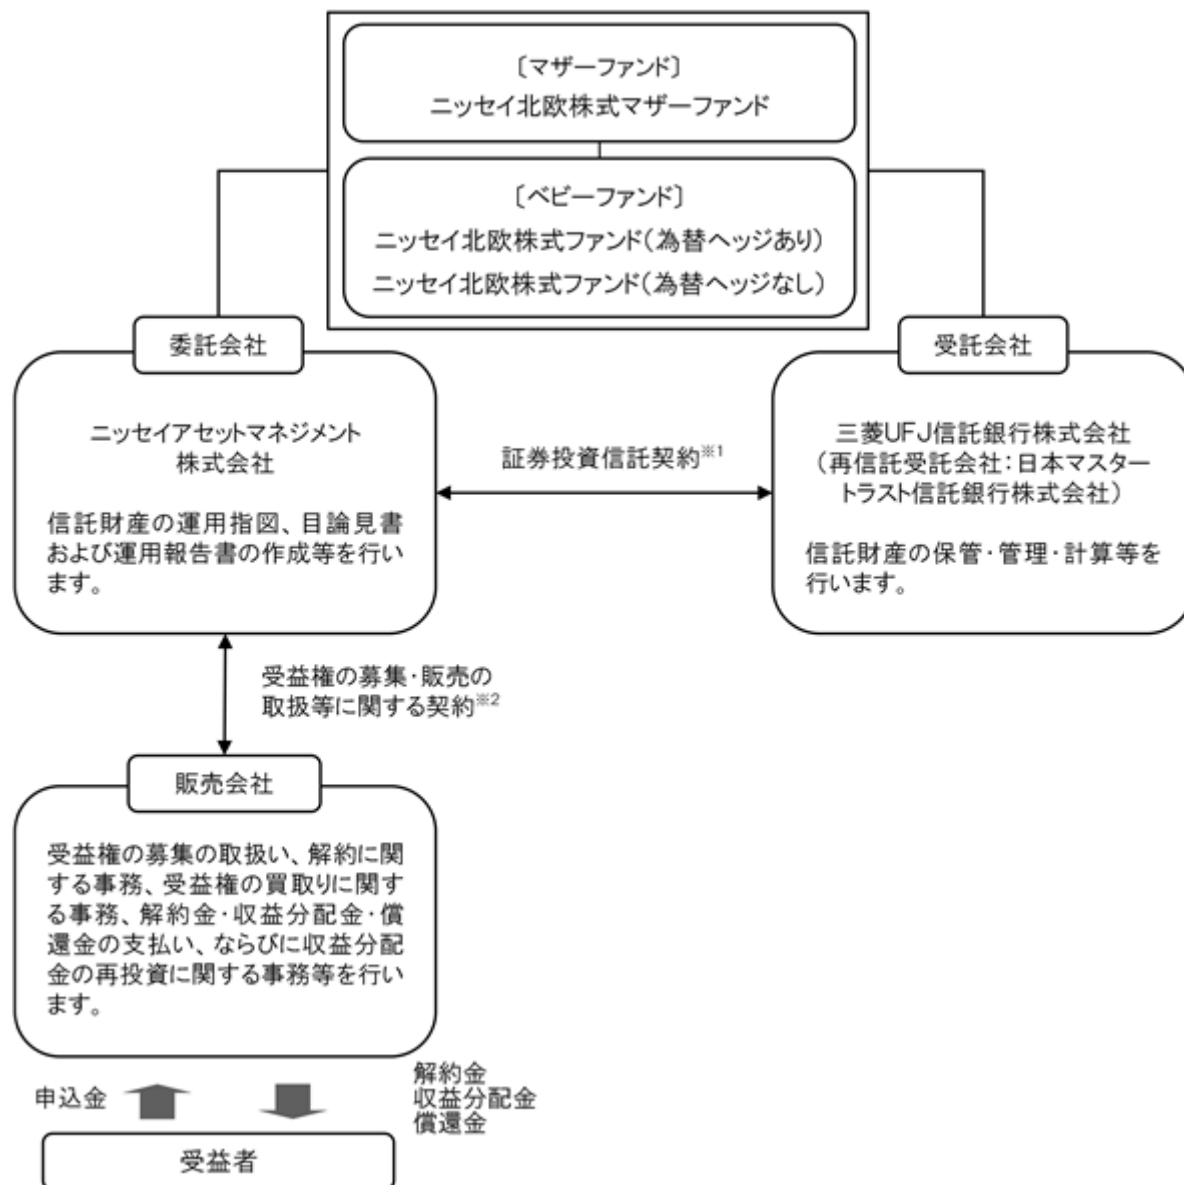 〔マザーファンド〕
ニッセイ北欧株式マザーファンド
〔ベビーファンド〕
ニッセイ北欧株式ファンド（為替ヘッジあり）
ニッセイ北欧株式ファンド（為替ヘッジなし）
委託会社
ニッセイアセットマネジメント
株式会社
信託財産の運用指図、目論見書
および運用報告書の作成等を行い
ます。
証券投資信託契約※1
受託会社
三菱UFJ信託銀行株式会社
（再信託受託会社：日本マスター
トラスト信託銀行株式会社）
信託財産の保管・管理・計算等を
行います。
受益権の募集・販売の
取扱等に関する契約※2
販売会社
受益権の募集の取扱い、解約に関
する事務、受益権の買取りに関す
る事務、解約金・収益分配金・償
還金の支払い、ならびに収益分配
金の再投資に関する事務等を行い
ます。
申込金
解約金
収益分配金
償還金
受益者